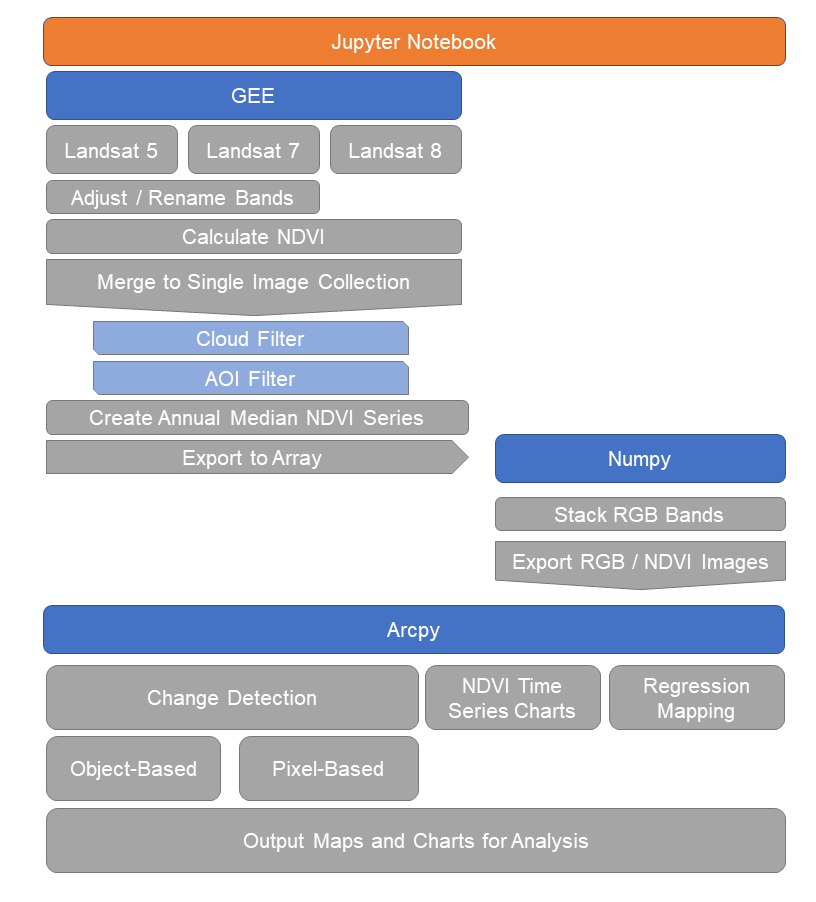 Jupyter Notebook
GEE
Landsat 5
Landsat 7
Landsat 8
Adjust / Rename Bands
Calculate NDVI
Merge to Single Image Collection
Cloud Filter
AOI Filter
Create Annual Median NDVI Series
Export to Array
Numpy
Stack RGB Bands
Export RGB / NDVI Images
Arcpy
Change Detection
NDVI Time
Series Charts
Regression
Mapping
Object-Based
Pixel-Based
Output Maps and Charts for Analysis